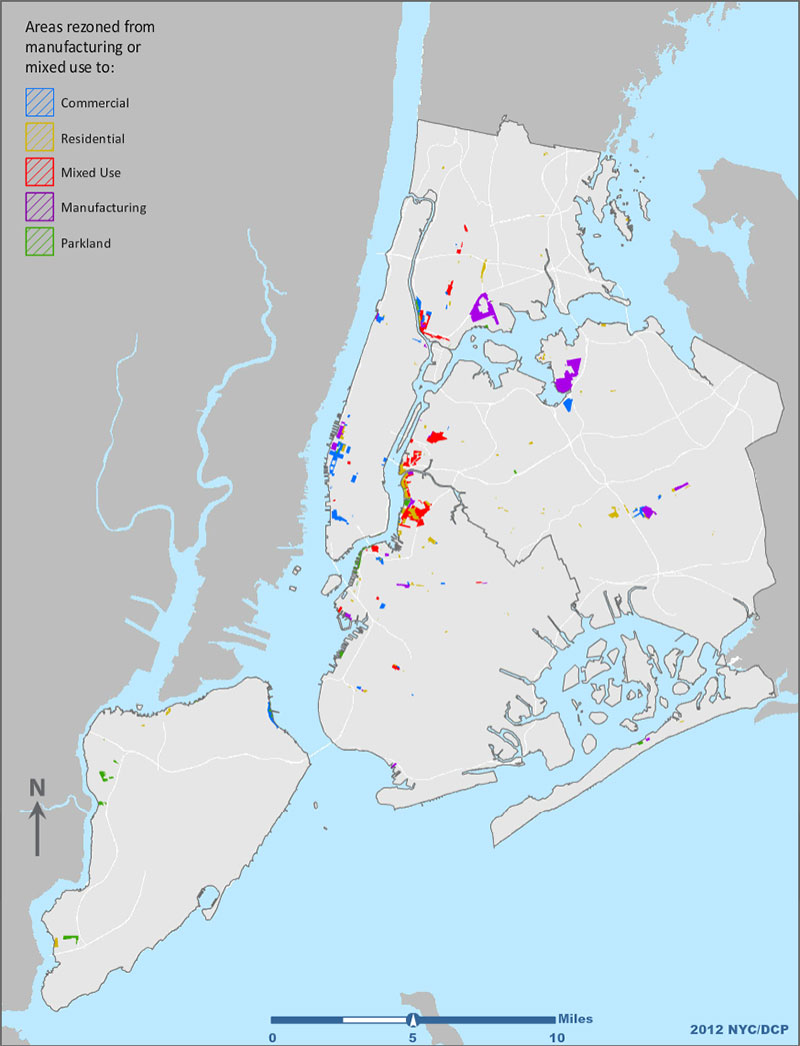 Areas rezoned from
manufacturing or
mixed use to:
Commercial
Residential
Mixed Use
Manufacturing
Parkland
N
Miles
0 5 10
2012 NYC/DCP